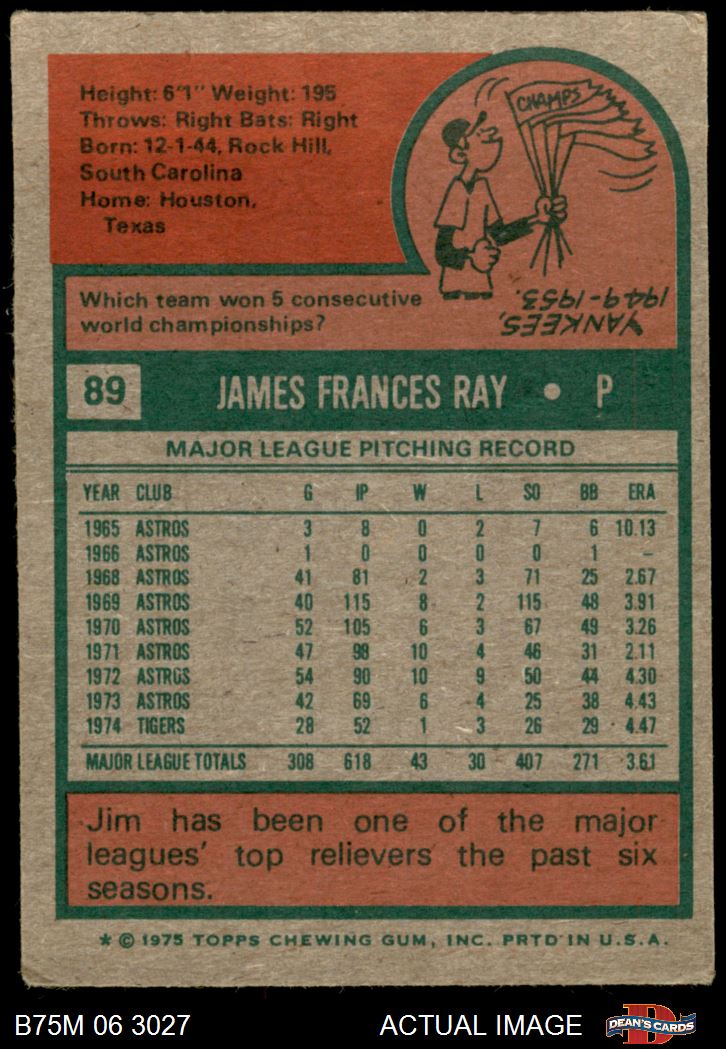 Height: 6'1" Weight: 195
Throws: Right Bats: Right
Born: 12-1-44, Rock Hill,
South Carolina
Home: Houston,
Texas
CHAMPS
Which team won 5 consecutive
world championships?
YANKEES,
1949-1953.
89 JAMES FRANCES RAY • P
MAJOR LEAGUE PITCHING RECORD
YEAR CLUB G IP W L SO BB ERA
1965 ASTROS 3 8 0 2 7 6 10.13
1966 ASTROS 1 0 0 0 0 1 –
1968 ASTROS 41 81 2 3 71 25 2.67
1969 ASTROS 40 115 8 2 115 48 3.91
1970 ASTROS 52 105 6 3 67 49 3.26
1971 ASTROS 47 98 10 4 46 31 2.11
1972 ASTROS 54 90 10 9 50 44 4.30
1973 ASTROS 42 69 6 4 25 38 4.43
1974 TIGERS 28 52 1 3 26 29 4.47
MAJOR LEAGUE TOTALS 308 618 43 30 407 271 3.61
Jim has been one of the major
leagues' top relievers the past six
seasons.
* © 1975 TOPPS CHEWING GUM, INC. PRTD IN U.S.A.
B75M 06 3027 ACTUAL IMAGE
D
DEAN'S CARDS